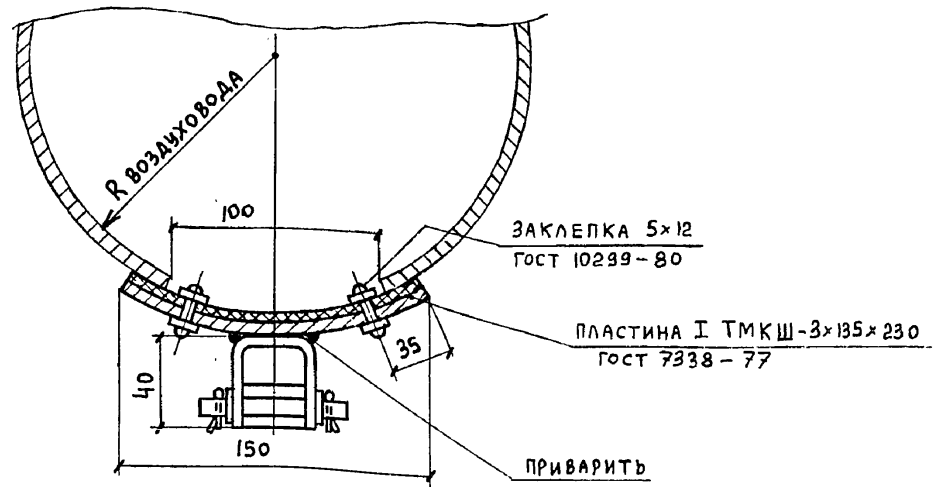 R ВОЗДУХОВОДА
100
ЗАКЛЕПКА 5×12
ГОСТ 10299-80
ПЛАСТИНА I ТМКЩ-3×135×230
ГОСТ 7338-77
35
40
150
ПРИВАРИТЬ